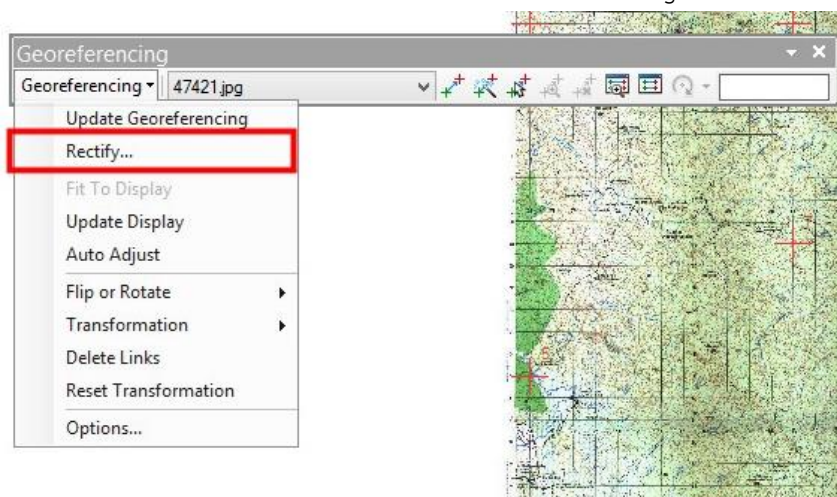 Georeferencing
Georeferencing 47421.jpg
Update Georeferencing
Rectify...
Fit To Display
Update Display
Auto Adjust
Flip or Rotate
Transformation
Delete Links
Reset Transformation
Options...